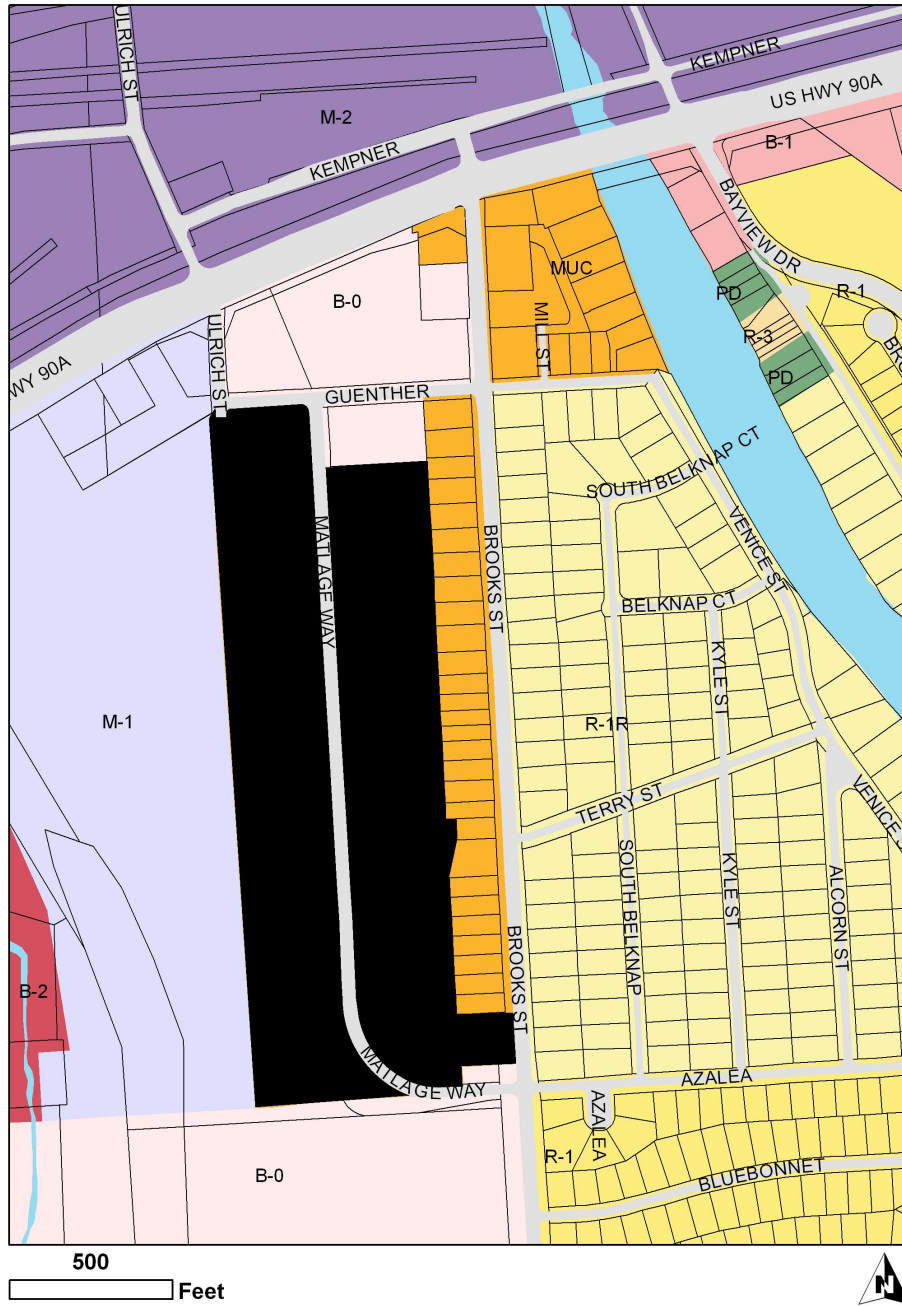 ULRICH ST
KEMPNER
US HWY 90A
M-2
B-1
KEMPNER
BAYVIEW DR
MUC
B-0
PD
R-1
R-3
MILL ST
ULRICH ST
PD
WY 90A
GUENTHER
SOUTH BELKNAP CT
MATLAGE WAY
BROOKS ST
VENICE ST
BELKNAP CT
KYLE ST
M-1
R-1R
TERRY ST
VENICE
SOUTH BELKNAP
KYLE ST
ALCORN ST
BROOKS ST
B-2
MATLAGE WAY
AZALEA
AZALEA
R-1
BLUEBONNET
B-0
500
Feet
N